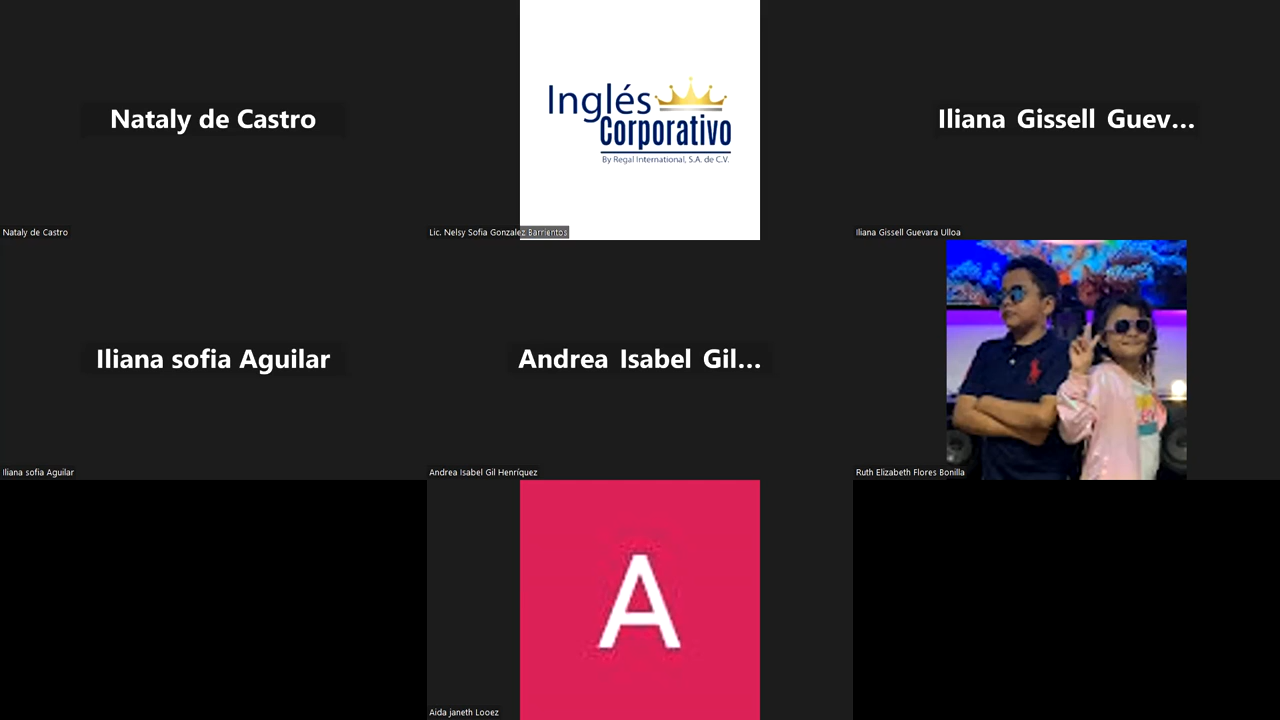 Nataly de Castro
Nataly de Castro
Inglés
Corporativo
By Regal International, S.A. de C.V.
Lic. Nelsy Sofia Gonzalez Barrientos
Iliana Gissell Guev...
Iliana Gissell Guevara Ulloa
Iliana sofia Aguilar
Iliana sofia Aguilar
Andrea Isabel Gil...
Andrea Isabel Gil Henríquez
Ruth Elizabeth Flores Bonilla
A
Aida janeth Looez